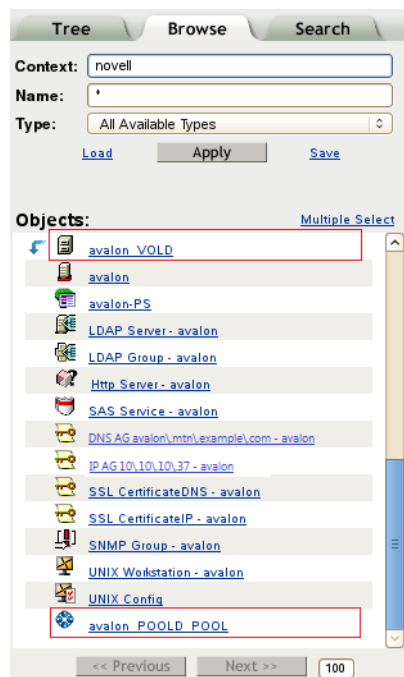 Tree Browse Search
Context: novell
Name: *
Type: All Available Types
Load Apply Save
Objects: Multiple Select
avalon_VOLD
avalon
avalon-PS
LDAP Server - avalon
LDAP Group - avalon
Http Server - avalon
SAS Service - avalon
DNS AG avalon\.mtn\.example\.com - avalon
IP AG 10\.10\.10\.37 - avalon
SSL CertificateDNS - avalon
SSL CertificateIP - avalon
SNMP Group - avalon
UNIX Workstation - avalon
UNIX Config
avalon_POOLD_POOL
<< Previous Next >> 100